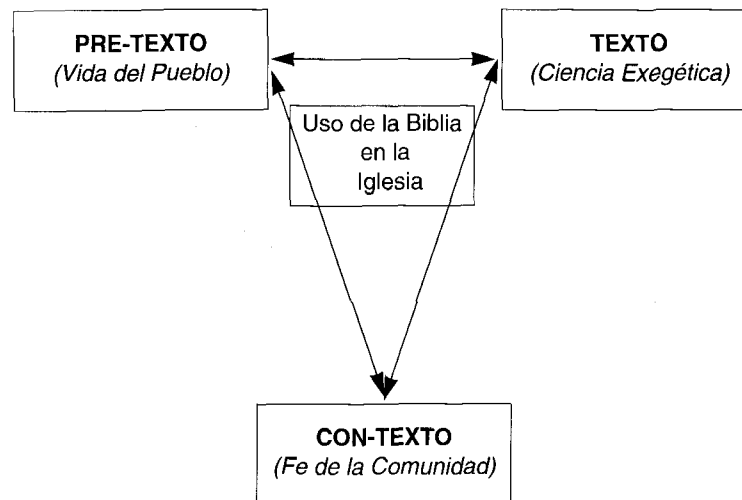 PRE-TEXTO
(Vida del Pueblo)
TEXTO
(Ciencia Exegética)
Uso de la Biblia
en la
Iglesia
CON-TEXTO
(Fe de la Comunidad)